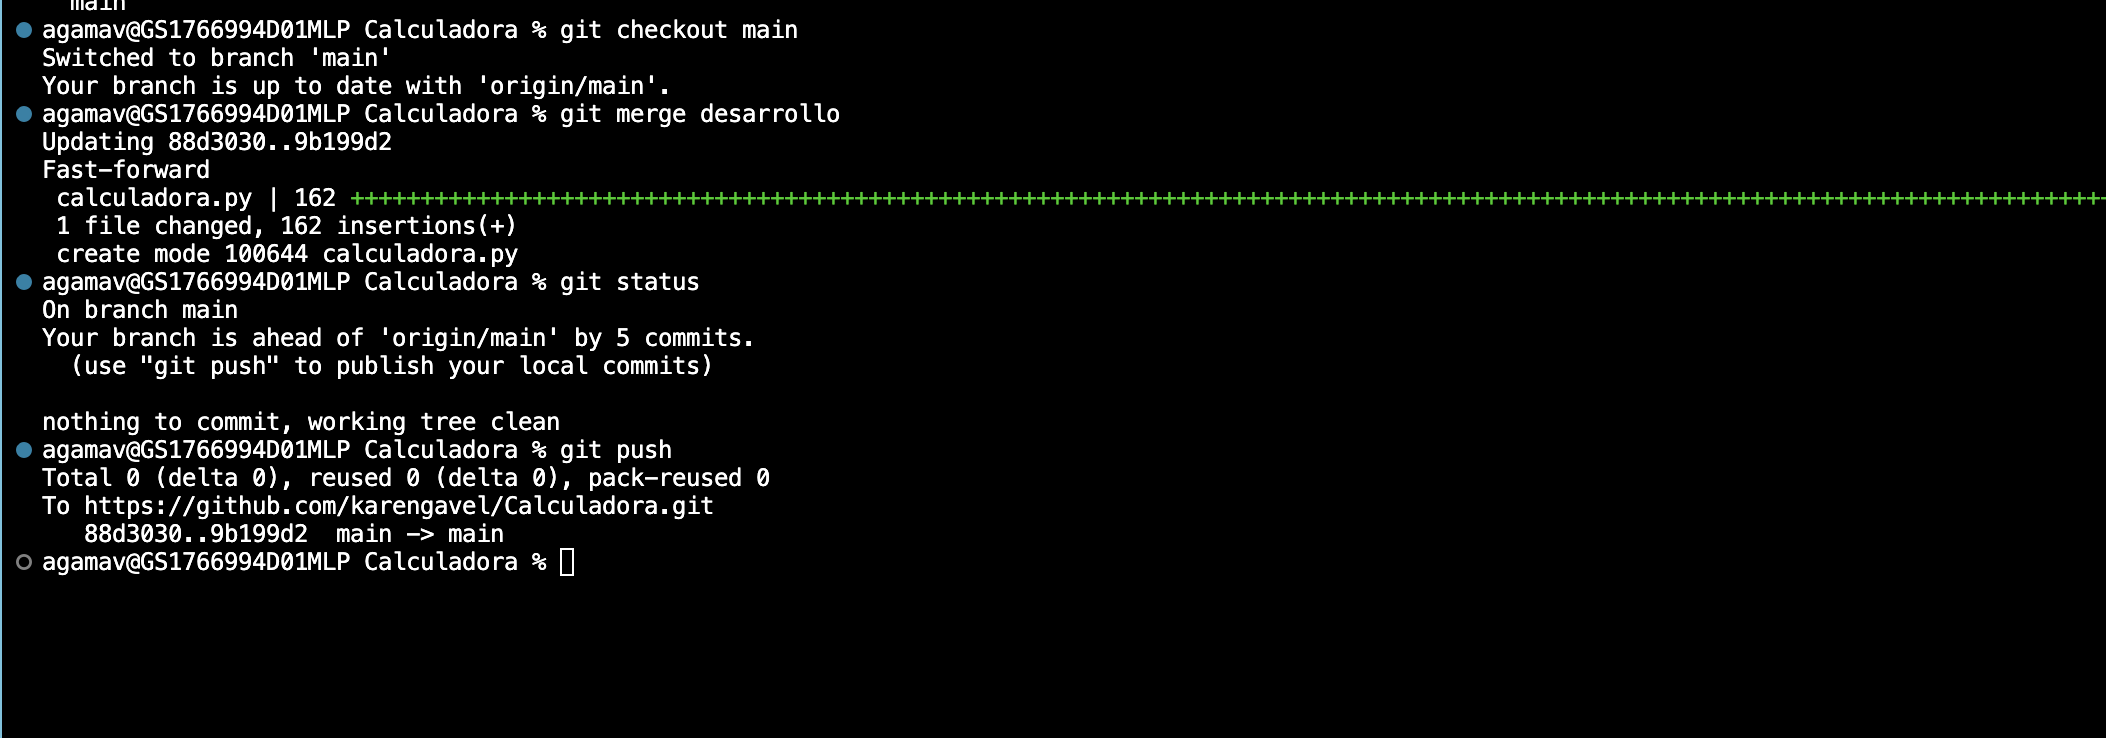 main
agamav@GS1766994D01MLP Calculadora % git checkout main
Switched to branch 'main'
Your branch is up to date with 'origin/main'.
agamav@GS1766994D01MLP Calculadora % git merge desarrollo
Updating 88d3030..9b199d2
Fast-forward
 calculadora.py | 162 +++++++++++++++++++++++++++++++++++++++++++++++++++++++++++++++++++++++++++++++++++++++++++++++++++++++++++++++++++++++++++++
 1 file changed, 162 insertions(+)
 create mode 100644 calculadora.py
agamav@GS1766994D01MLP Calculadora % git status
On branch main
Your branch is ahead of 'origin/main' by 5 commits.
  (use "git push" to publish your local commits)

nothing to commit, working tree clean
agamav@GS1766994D01MLP Calculadora % git push
Total 0 (delta 0), reused 0 (delta 0), pack-reused 0
To https://github.com/karengavel/Calculadora.git
   88d3030..9b199d2  main -> main
agamav@GS1766994D01MLP Calculadora %